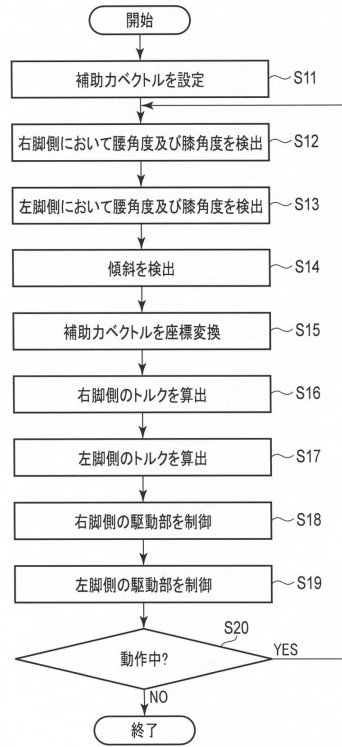 開始
補助力ベクトルを設定 S11
右脚側において腰角度及び膝角度を検出 S12
左脚側において腰角度及び膝角度を検出 S13
傾斜を検出 S14
補助力ベクトルを座標変換 S15
右脚側のトルクを算出 S16
左脚側のトルクを算出 S17
右脚側の駆動部を制御 S18
左脚側の駆動部を制御 S19
S20
動作中? YES
NO
終了